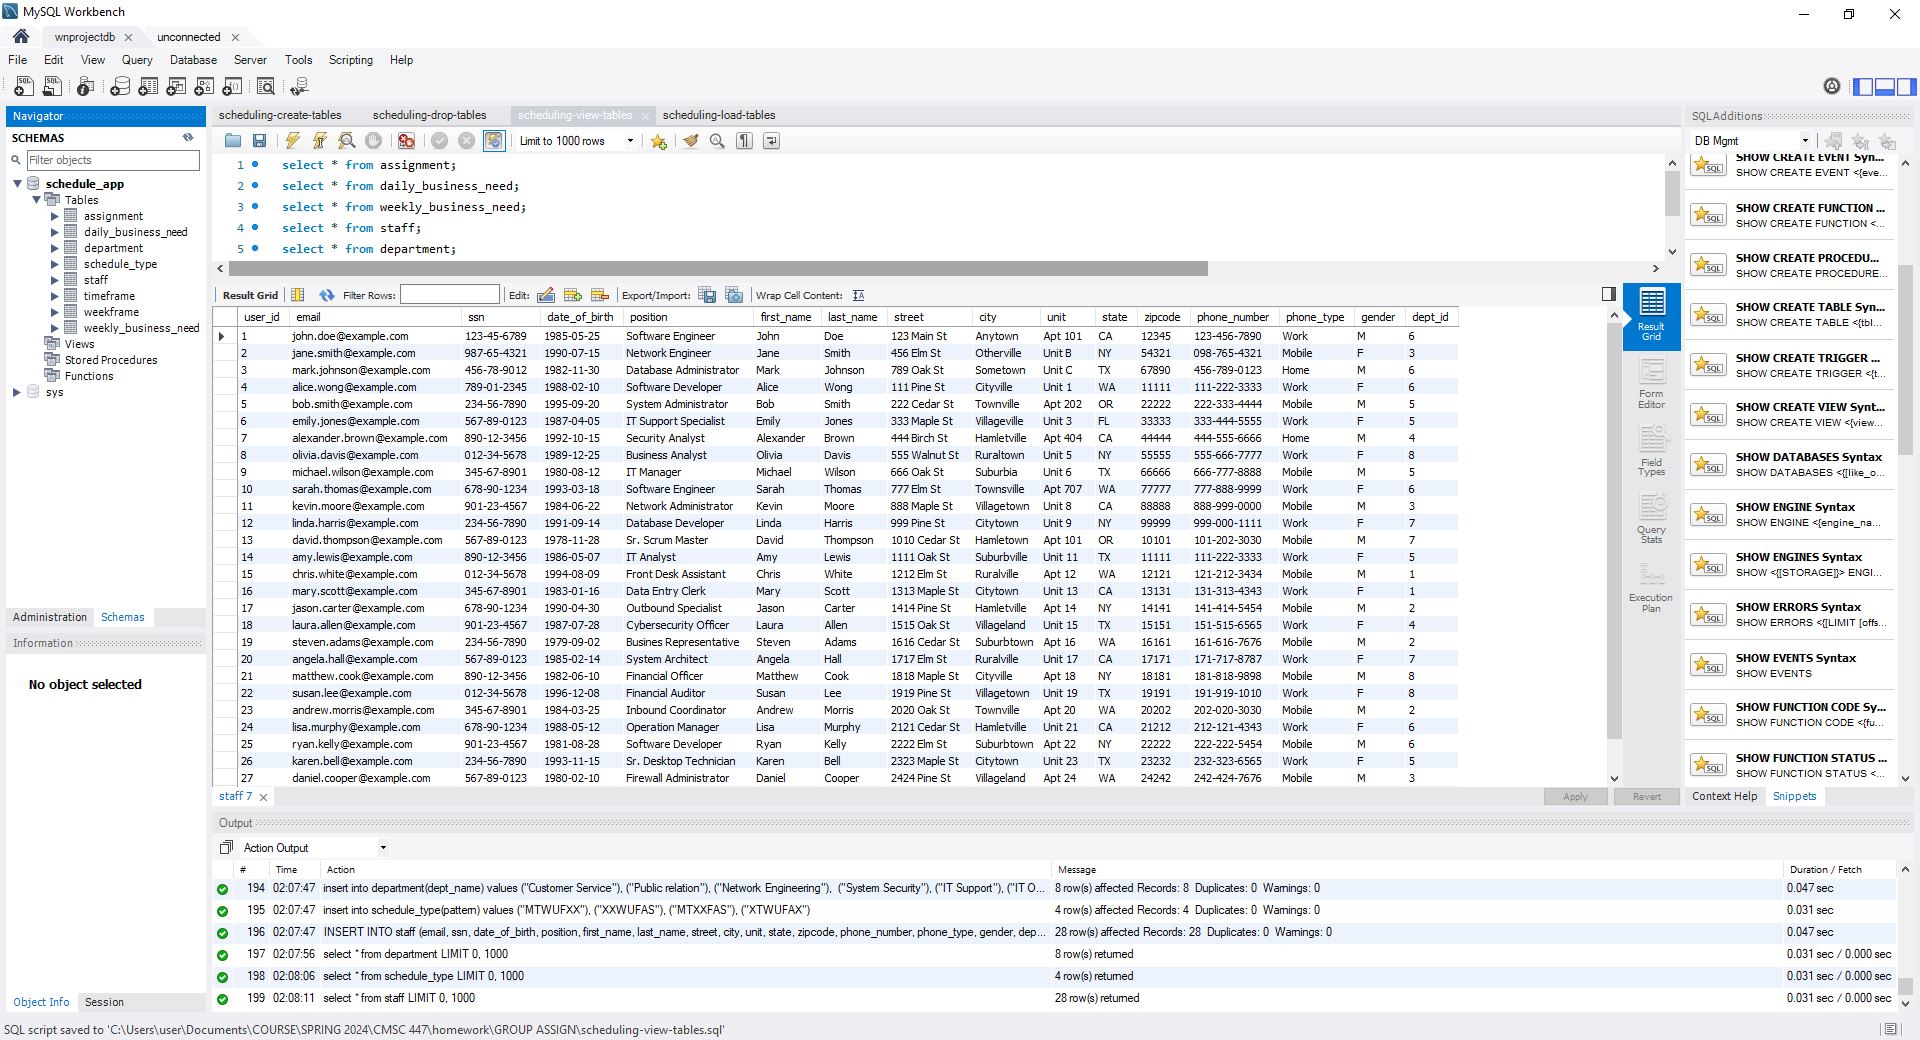 MySQL Workbench
wnprojectdb
unconnected
File Edit View Query Database Server Tools Scripting Help
Navigator
SCHEMAS
Filter objects
schedule_app
Tables
assignment
daily_business_need
department
schedule_type
staff
timeframe
weekframe
weekly_business_need
Views
Stored Procedures
Functions
sys
Administration Schemas
Information
No object selected
Object Info Session
scheduling-create-tables scheduling-drop-tables scheduling-view-tables scheduling-load-tables
Limit to 1000 rows
1 select * from assignment;
2 select * from daily_business_need;
3 select * from weekly_business_need;
4 select * from staff;
5 select * from department;
Result Grid Filter Rows: Edit: Export/Import: Wrap Cell Content:
user_id email ssn date_of_birth position first_name last_name street city unit state zipcode phone_number phone_type gender dept_id
1 john.doe@example.com 123-45-6789 1985-05-25 Software Engineer John Doe 123 Main St Anytown Apt 101 CA 12345 123-456-7890 Work M 6
2 jane.smith@example.com 987-65-4321 1990-07-15 Network Engineer Jane Smith 456 Elm St Otherville Unit B NY 54321 098-765-4321 Mobile F 3
3 mark.johnson@example.com 456-78-9012 1982-11-30 Database Administrator Mark Johnson 789 Oak St Sometown Unit C TX 67890 456-789-0123 Home M 6
4 alice.wong@example.com 789-01-2345 1988-02-10 Software Developer Alice Wong 111 Pine St Cityville Unit 1 WA 11111 111-222-3333 Work F 6
5 bob.smith@example.com 234-56-7890 1995-09-20 System Administrator Bob Smith 222 Cedar St Townville Apt 202 OR 22222 222-333-4444 Mobile M 5
6 emily.jones@example.com 567-89-0123 1987-04-05 IT Support Specialist Emily Jones 333 Maple St Villageville Unit 3 FL 33333 333-444-5555 Work F 5
7 alexander.brown@example.com 890-12-3456 1992-10-15 Security Analyst Alexander Brown 444 Birch St Hamletville Apt 404 CA 44444 444-555-6666 Home M 4
8 olivia.davis@example.com 012-34-5678 1989-12-25 Business Analyst Olivia Davis 555 Walnut St Ruraltown Unit 5 NY 55555 555-666-7777 Work F 8
9 michael.wilson@example.com 345-67-8901 1980-08-12 IT Manager Michael Wilson 666 Oak St Suburbia Unit 6 TX 66666 666-777-8888 Mobile M 5
10 sarah.thomas@example.com 678-90-1234 1993-03-18 Software Engineer Sarah Thomas 777 Elm St Townsville Apt 707 WA 77777 777-888-9999 Work F 6
11 kevin.moore@example.com 901-23-4567 1984-06-22 Network Administrator Kevin Moore 888 Maple St Villagetown Unit 8 CA 88888 888-999-0000 Mobile M 3
12 linda.harris@example.com 234-56-7890 1991-09-14 Database Developer Linda Harris 999 Pine St Citytown Unit 9 NY 99999 999-000-1111 Work F 7
13 david.thompson@example.com 567-89-0123 1978-11-28 Sr. Scrum Master David Thompson 1010 Cedar St Hamletown Apt 101 OR 10101 101-202-3030 Mobile M 7
14 amy.lewis@example.com 890-12-3456 1986-05-07 IT Analyst Amy Lewis 1111 Oak St Suburbville Unit 11 TX 11111 111-222-3333 Work F 5
15 chris.white@example.com 012-34-5678 1994-08-09 Front Desk Assistant Chris White 1212 Elm St Ruralville Apt 12 WA 12121 121-212-3434 Mobile M 1
16 mary.scott@example.com 345-67-8901 1983-01-16 Data Entry Clerk Mary Scott 1313 Maple St Citytown Unit 13 CA 13131 131-313-4343 Work F 1
17 jason.carter@example.com 678-90-1234 1990-04-30 Outbound Specialist Jason Carter 1414 Pine St Hamletville Apt 14 NY 14141 141-414-5454 Mobile M 2
18 laura.allen@example.com 901-23-4567 1987-07-28 Cybersecurity Officer Laura Allen 1515 Oak St Villageland Unit 15 TX 15151 151-515-6565 Work F 4
19 steven.adams@example.com 234-56-7890 1979-09-02 Busines Representative Steven Adams 1616 Cedar St Suburbtown Apt 16 WA 16161 161-616-7676 Mobile M 2
20 angela.hall@example.com 567-89-0123 1985-02-14 System Architect Angela Hall 1717 Elm St Ruralville Unit 17 CA 17171 171-717-8787 Work F 7
21 matthew.cook@example.com 890-12-3456 1982-06-10 Financial Officer Matthew Cook 1818 Maple St Cityville Apt 18 NY 18181 181-818-9898 Mobile M 8
22 susan.lee@example.com 012-34-5678 1996-12-08 Financial Auditor Susan Lee 1919 Pine St Villagetown Unit 19 TX 19191 191-919-1010 Work F 8
23 andrew.morris@example.com 345-67-8901 1984-03-25 Inbound Coordinator Andrew Morris 2020 Oak St Townville Apt 20 WA 20202 202-020-3030 Mobile M 2
24 lisa.murphy@example.com 678-90-1234 1988-05-12 Operation Manager Lisa Murphy 2121 Cedar St Hamletville Unit 21 CA 21212 212-121-4343 Work F 6
25 ryan.kelly@example.com 901-23-4567 1981-08-28 Software Developer Ryan Kelly 2222 Elm St Suburbtown Apt 22 NY 22222 222-222-5454 Mobile M 6
26 karen.bell@example.com 234-56-7890 1993-11-15 Sr. Desktop Technician Karen Bell 2323 Maple St Citytown Unit 23 TX 23232 232-323-6565 Work F 5
27 daniel.cooper@example.com 567-89-0123 1980-02-10 Firewall Administrator Daniel Cooper 2424 Pine St Villageland Apt 24 WA 24242 242-424-7676 Mobile M 3
Result Grid
Form Editor
Field Types
Query Stats
Execution Plan
staff 7
Apply Revert
SQLAdditions
DB Mgmt
SHOW CREATE EVENT Syn...
SHOW CREATE EVENT <{eve...
SHOW CREATE FUNCTION ...
SHOW CREATE FUNCTION <...
SHOW CREATE PROCEDU...
SHOW CREATE PROCEDURE...
SHOW CREATE TABLE Syn...
SHOW CREATE TABLE <{tbl...
SHOW CREATE TRIGGER ...
SHOW CREATE TRIGGER <{t...
SHOW CREATE VIEW Synt...
SHOW CREATE VIEW <{view...
SHOW DATABASES Syntax
SHOW DATABASES <{[like_o...
SHOW ENGINE Syntax
SHOW ENGINE <{engine_na...
SHOW ENGINES Syntax
SHOW <{[STORAGE]}> ENGI...
SHOW ERRORS Syntax
SHOW ERRORS <{[LIMIT [offs...
SHOW EVENTS Syntax
SHOW EVENTS
SHOW FUNCTION CODE Sy...
SHOW FUNCTION CODE <{fu...
SHOW FUNCTION STATUS ...
SHOW FUNCTION STATUS <...
Context Help Snippets
Output
Action Output
# Time Action Message Duration / Fetch
194 02:07:47 insert into department(dept_name) values ("Customer Service"), ("Public relation"), ("Network Engineering"), ("System Security"), ("IT Support"), ("IT O... 8 row(s) affected Records: 8 Duplicates: 0 Warnings: 0 0.047 sec
195 02:07:47 insert into schedule_type(pattern) values ("MTWUFXX"), ("XXWUFAS"), ("MTXXFAS"), ("XTWUFAX") 4 row(s) affected Records: 4 Duplicates: 0 Warnings: 0 0.031 sec
196 02:07:47 INSERT INTO staff (email, ssn, date_of_birth, position, first_name, last_name, street, city, unit, state, zipcode, phone_number, phone_type, gender, dep... 28 row(s) affected Records: 28 Duplicates: 0 Warnings: 0 0.047 sec
197 02:07:56 select * from department LIMIT 0, 1000 8 row(s) returned 0.031 sec / 0.000 sec
198 02:08:06 select * from schedule_type LIMIT 0, 1000 4 row(s) returned 0.031 sec / 0.000 sec
199 02:08:11 select * from staff LIMIT 0, 1000 28 row(s) returned 0.031 sec / 0.000 sec
SQL script saved to 'C:\Users\user\Documents\COURSE\SPRING 2024\CMSC 447\homework\GROUP ASSIGN\scheduling-view-tables.sql'